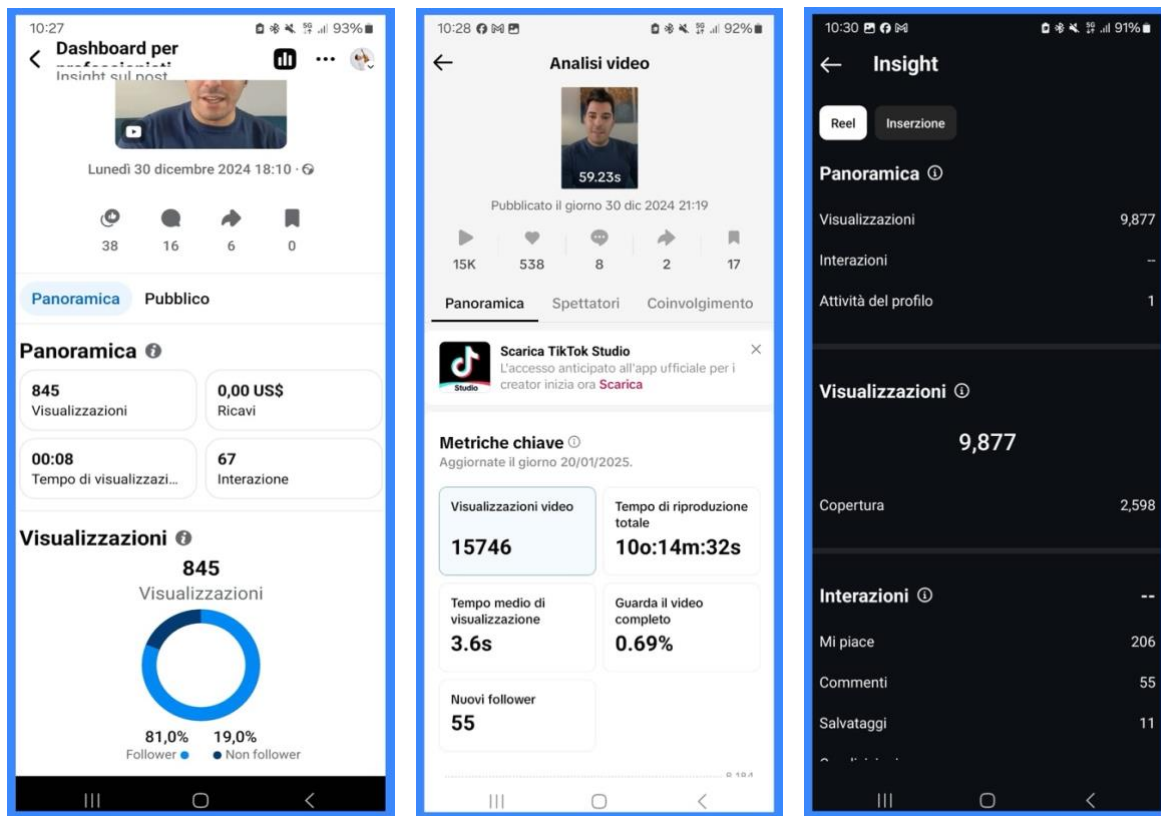 10:27
93%
Dashboard per
Insight sul post
Lunedì 30 dicembre 2024 18:10 ·
38 16 6 0
Panoramica Pubblico
Panoramica
845
Visualizzazioni
0,00 US$
Ricavi
00:08
Tempo di visualizzazi...
67
Interazione
Visualizzazioni
845
Visualizzazioni
81,0% 19,0%
Follower Non follower
10:28
92%
Analisi video
59.23s
Pubblicato il giorno 30 dic 2024 21:19
15K 538 8 2 17
Panoramica Spettatori Coinvolgimento
Studio
Scarica TikTok Studio
L'accesso anticipato all'app ufficiale per i
creator inizia ora Scarica
Metriche chiave
Aggiornate il giorno 20/01/2025.
Visualizzazioni video
15746
Tempo di riproduzione
totale
10o:14m:32s
Tempo medio di
visualizzazione
3.6s
Guarda il video
completo
0.69%
Nuovi follower
55
10:30
91%
Insight
Reel Inserzione
Panoramica
Visualizzazioni 9,877
Interazioni --
Attività del profilo 1
Visualizzazioni
9,877
Copertura 2,598
Interazioni --
Mi piace 206
Commenti 55
Salvataggi 11